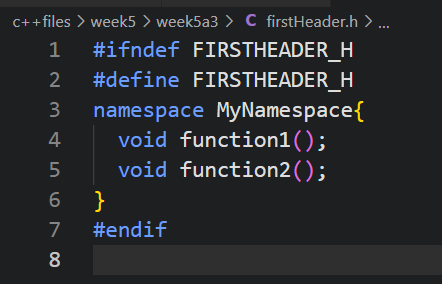 c++files > week5 > week5a3 > C firstHeader.h > ...
1 #ifndef FIRSTHEADER_H
2 #define FIRSTHEADER_H
3 namespace MyNamespace{
4   void function1();
5   void function2();
6 }
7 #endif
8